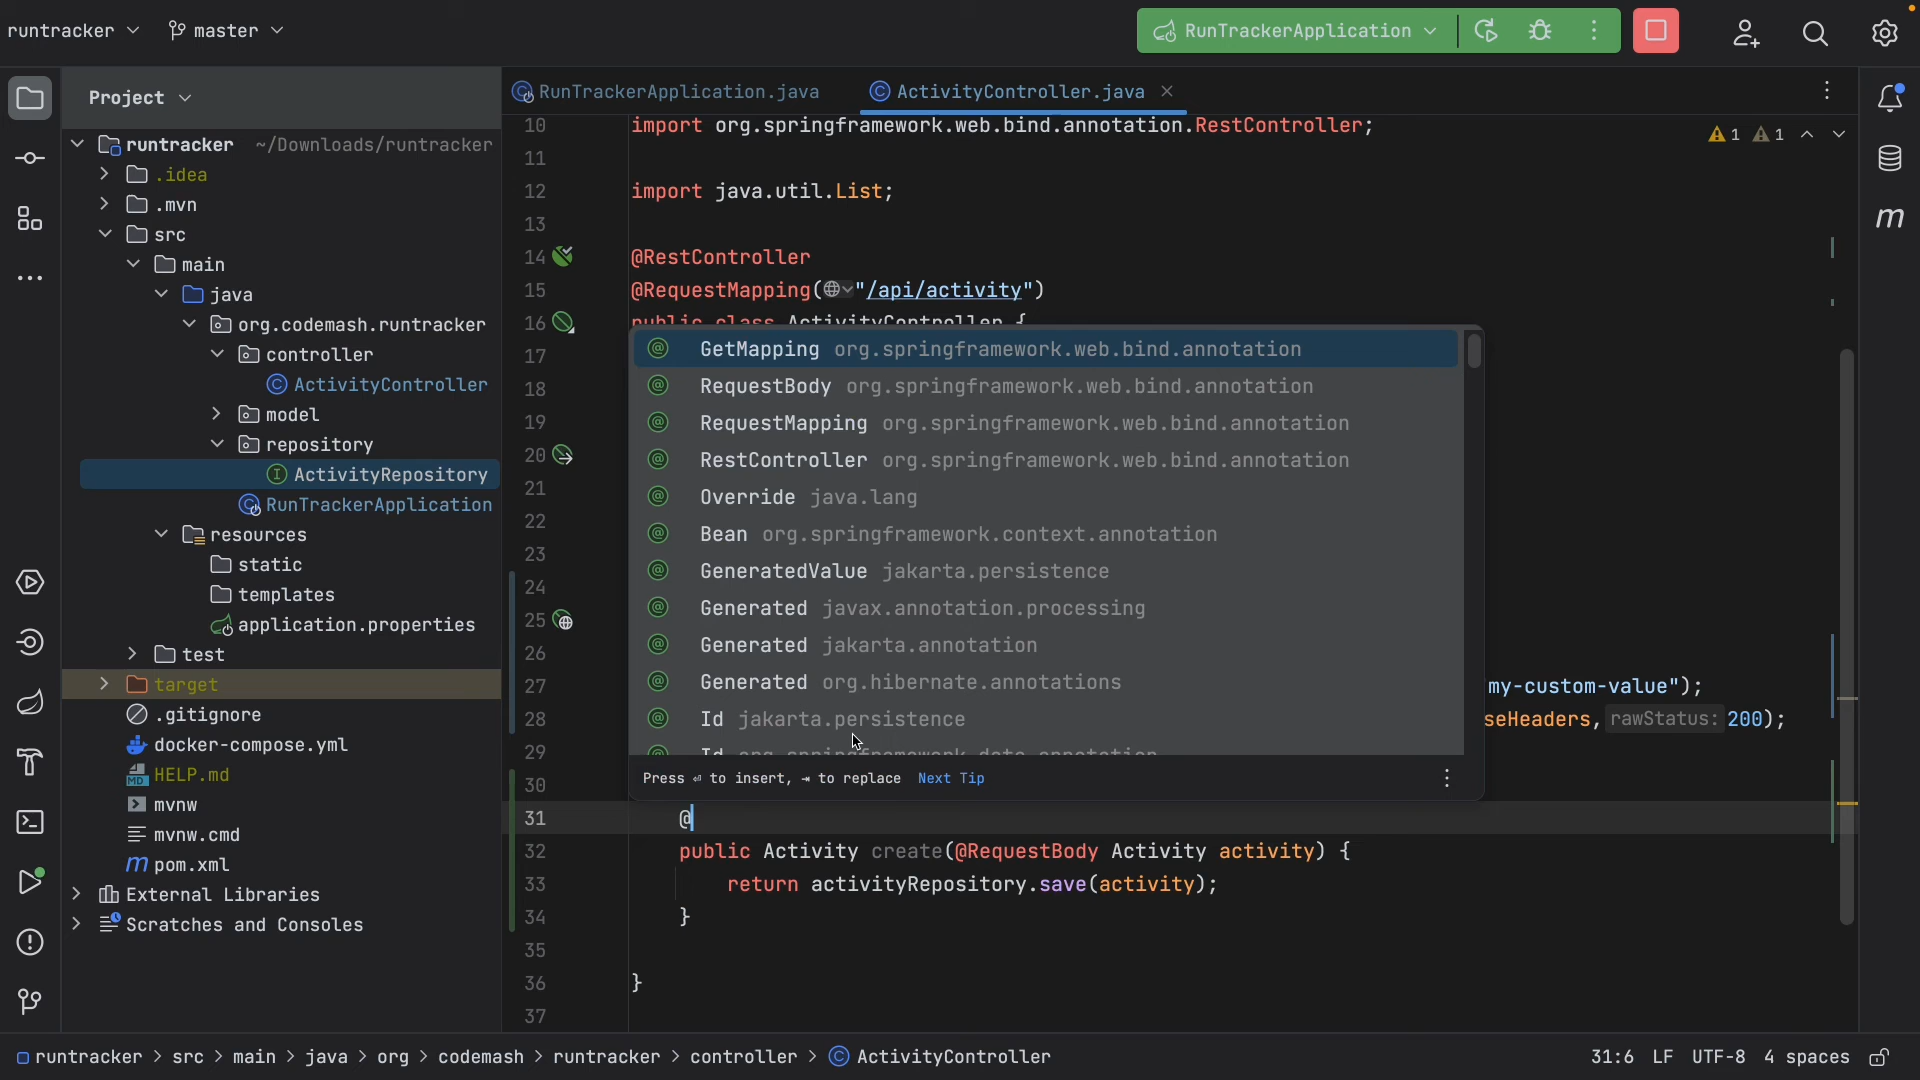 runtracker
master
RunTrackerApplication
Project
RunTrackerApplication.java
ActivityController.java
runtracker ~/Downloads/runtracker
.idea
.mvn
src
main
java
org.codemash.runtracker
controller
ActivityController
model
repository
ActivityRepository
RunTrackerApplication
resources
static
templates
application.properties
test
target
.gitignore
docker-compose.yml
HELP.md
mvnw
mvnw.cmd
pom.xml
External Libraries
Scratches and Consoles
10 import org.springframework.web.bind.annotation.RestController;
1 1
11
12 import java.util.List;
13
14 @RestController
15 @RequestMapping("/api/activity")
16 public class ActivityController {
17
18
19
20
21
22
23
24
25
26
27 my-custom-value");
28 seHeaders, rawStatus: 200);
29
30
31 @
32 public Activity create(@RequestBody Activity activity) {
33 return activityRepository.save(activity);
34 }
35
36 }
37
GetMapping org.springframework.web.bind.annotation
RequestBody org.springframework.web.bind.annotation
RequestMapping org.springframework.web.bind.annotation
RestController org.springframework.web.bind.annotation
Override java.lang
Bean org.springframework.context.annotation
GeneratedValue jakarta.persistence
Generated javax.annotation.processing
Generated jakarta.annotation
Generated org.hibernate.annotations
Id jakarta.persistence
Id org.springframework.data.annotation
Press ⏎ to insert, ⇥ to replace Next Tip
runtracker > src > main > java > org > codemash > runtracker > controller > ActivityController
31:6 LF UTF-8 4 spaces